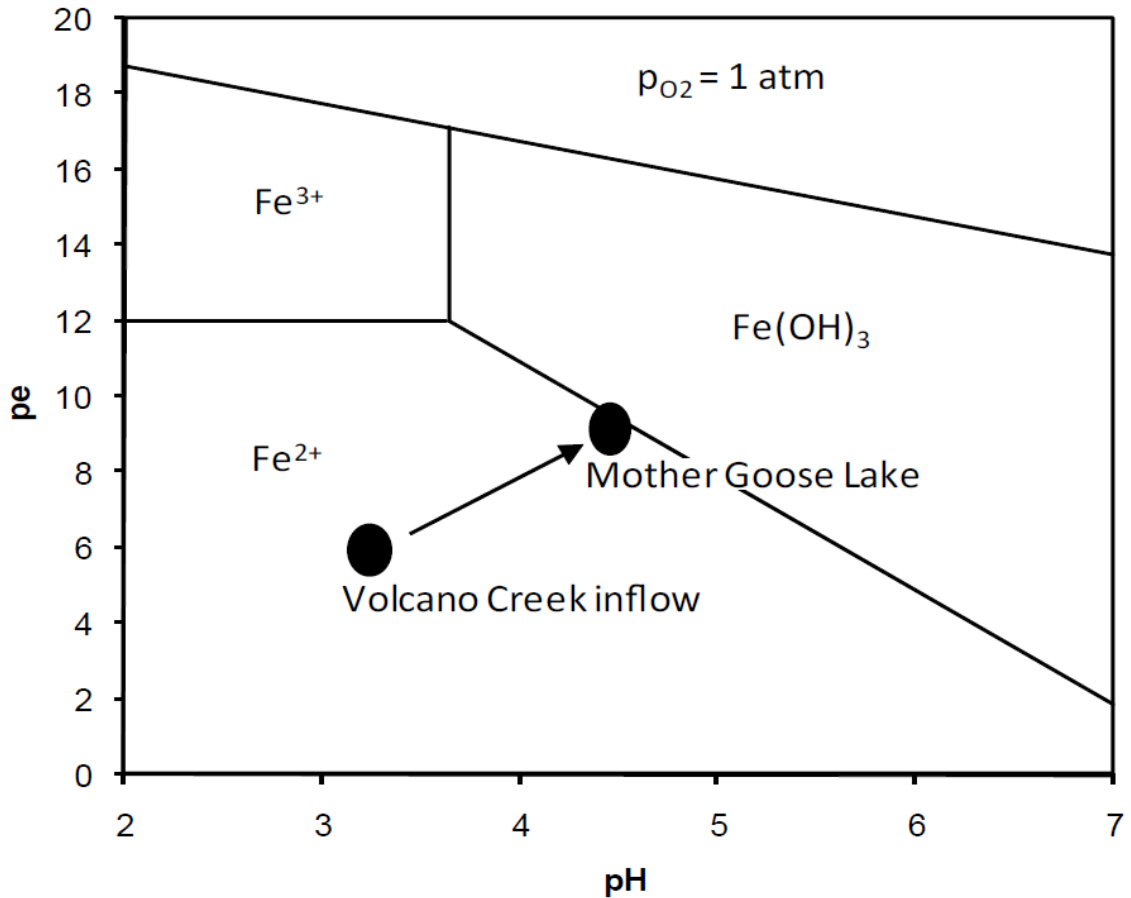 20
18
16
14
12
10
8
6
4
2
0
pe
p_O2 = 1 atm
Fe³⁺
Fe(OH)₃
Fe²⁺
Mother Goose Lake
Volcano Creek inflow
2 3 4 5 6 7
pH